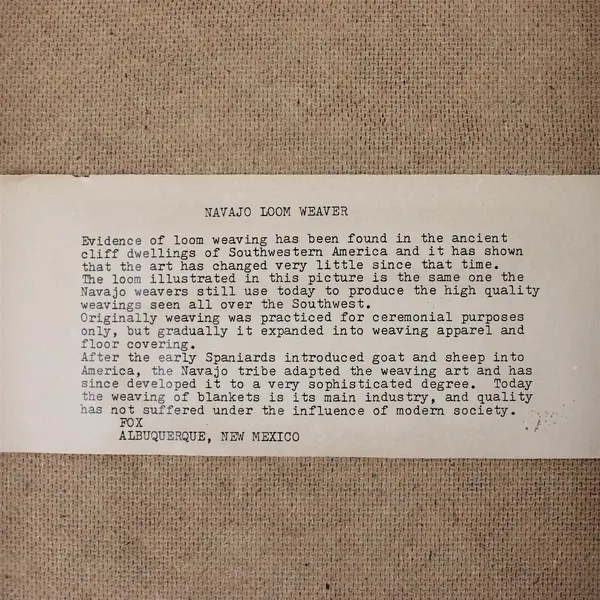 NAVAJO LOOM WEAVER
Evidence of loom weaving has been found in the ancient
cliff dwellings of Southwestern America and it has shown
that the art has changed very little since that time.
The loom illustrated in this picture is the same one the
Navajo weavers still use today to produce the high quality
weavings seen all over the Southwest.
Originally weaving was practiced for ceremonial purposes
only, but gradually it expanded into weaving apparel and
floor covering.
After the early Spaniards introduced goat and sheep into
America, the Navajo tribe adapted the weaving art and has
since developed it to a very sophisticated degree. Today
the weaving of blankets is its main industry, and quality
has not suffered under the influence of modern society.
FOX
ALBUQUERQUE, NEW MEXICO